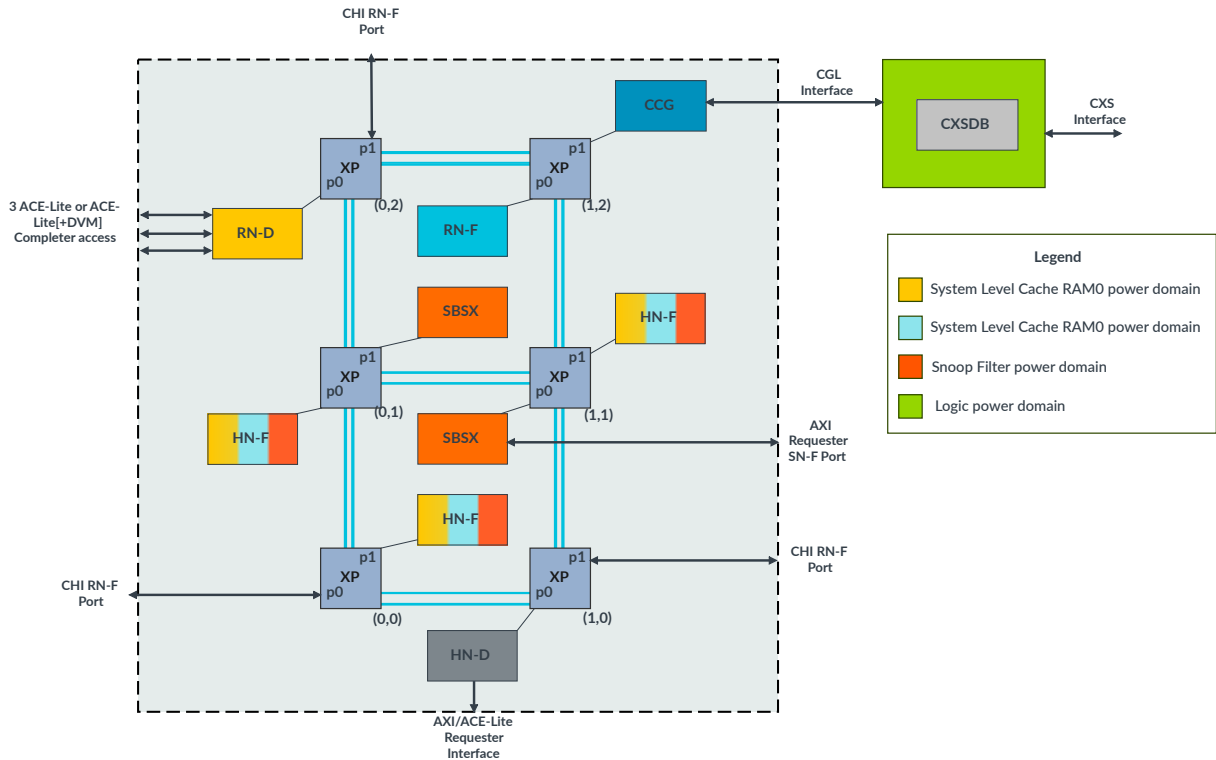 CHI RN-F
Port
CCG
CGL
Interface
CXSDB
CXS
Interface
p1
XP
p0
(0,2)
p1
XP
p0
(1,2)
3 ACE-Lite or ACE-
Lite[+DVM]
Completer access
RN-D
RN-F
Legend
System Level Cache RAM0 power domain
System Level Cache RAM0 power domain
Snoop Filter power domain
Logic power domain
SBSX
HN-F
p1
XP
p0
(0,1)
p1
XP
p0
(1,1)
HN-F
SBSX
AXI
Requester
SN-F Port
HN-F
p1
XP
p0
(0,0)
p1
XP
p0
(1,0)
CHI RN-F
Port
CHI RN-F
Port
HN-D
AXI/ACE-Lite
Requester
Interface